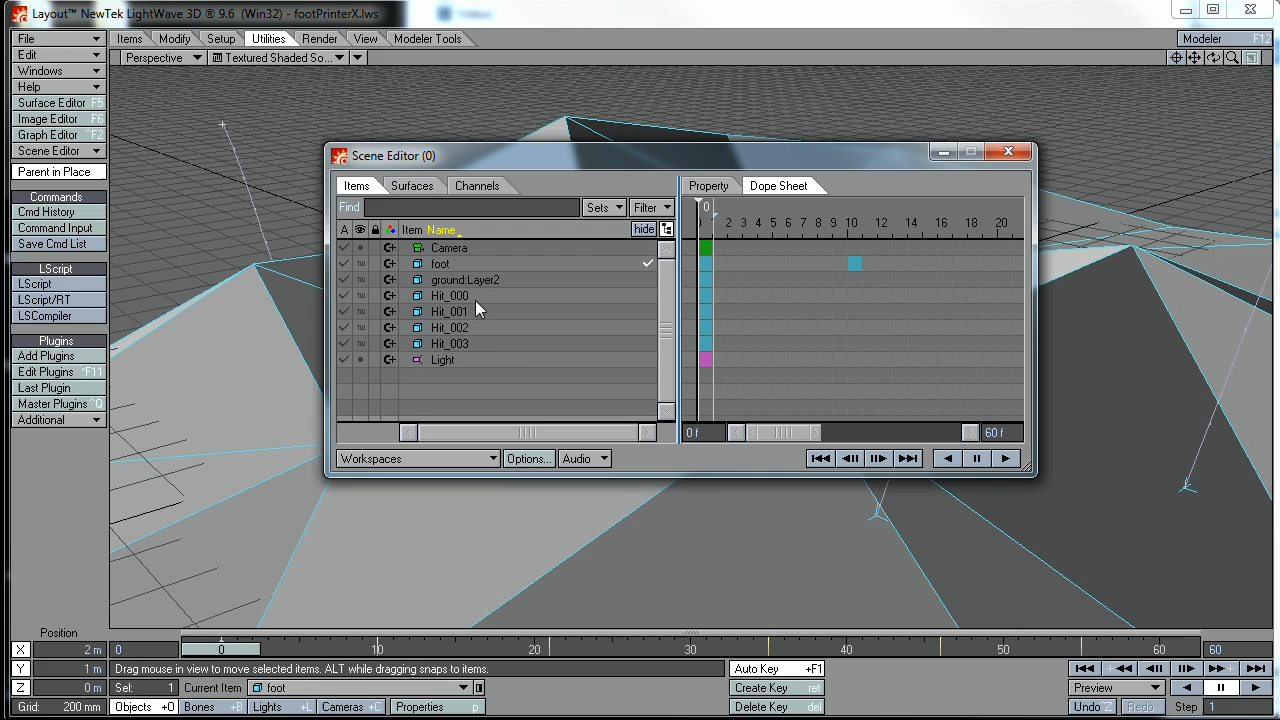 Layout™ NewTek LightWave 3D ® 9.6 (Win32) - footPrinterX.lws
File Items Modify Setup Utilities Render View Modeler Tools Modeler F12
Edit Perspective Textured Shaded So...
Windows
Help
Surface Editor F5
Image Editor F6
Graph Editor ^F2
Scene Editor
Parent in Place
Commands
Cmd History
Command Input
Save Cmd List
LScript
LScript
LScript/RT
LSCompiler
Plugins
Add Plugins
Edit Plugins *F11
Last Plugin
Master Plugins ^Q
Additional
Scene Editor (0)
Items Surfaces Channels Property Dope Sheet
Find Sets Filter 0
2 3 4 5 6 7 8 9 10 12 14 16 18 20
A Item Name hide
Camera
foot
ground:Layer2
Hit_000
Hit_001
Hit_002
Hit_003
Light
0 f 60 f
Workspaces Options... Audio
Position
X 2 m 0 0 10 20 30 40 50 60 60
Y 1 m Drag mouse in view to move selected items. ALT while dragging snaps to items. Auto Key +F1
Z 0 m Sel: 1 Current Item foot Create Key ret Preview
Grid: 200 mm Objects +O Bones +B Lights +L Cameras +C Properties p Delete Key del Undo ^Z Redo Step 1